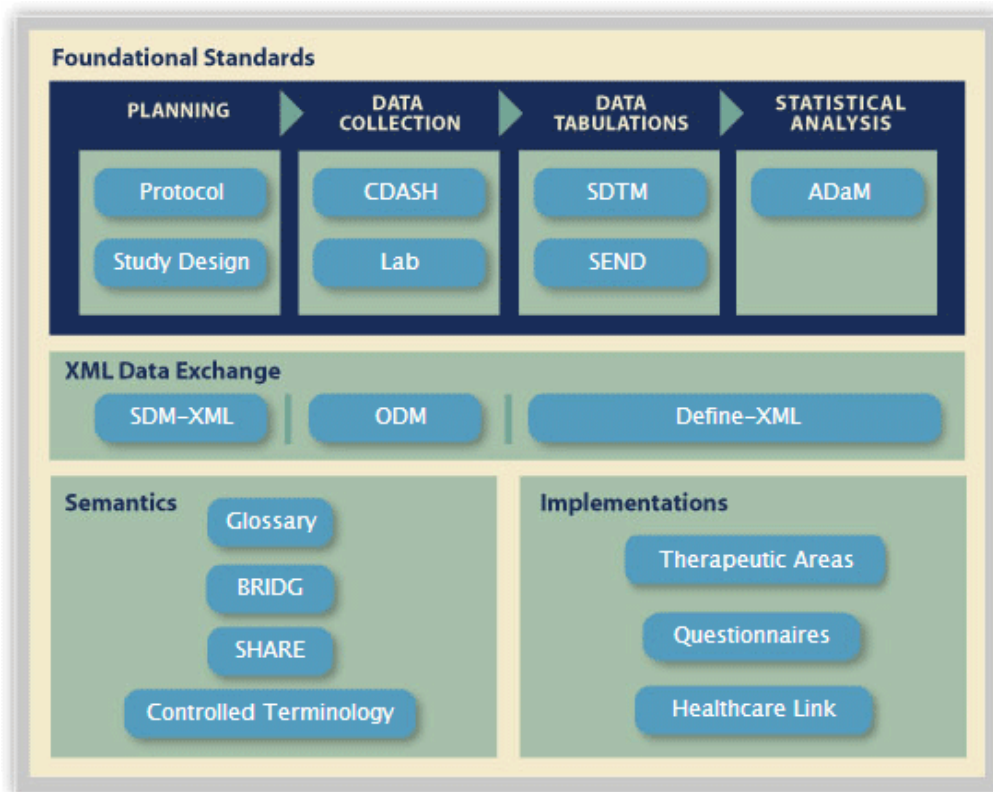 Foundational Standards
PLANNING
DATA
COLLECTION
DATA
TABULATIONS
STATISTICAL
ANALYSIS
Protocol
CDASH
SDTM
ADaM
Study Design
Lab
SEND
XML Data Exchange
SDM-XML
ODM
Define-XML
Semantics
Glossary
BRIDG
SHARE
Controlled Terminology
Implementations
Therapeutic Areas
Questionnaires
Healthcare Link